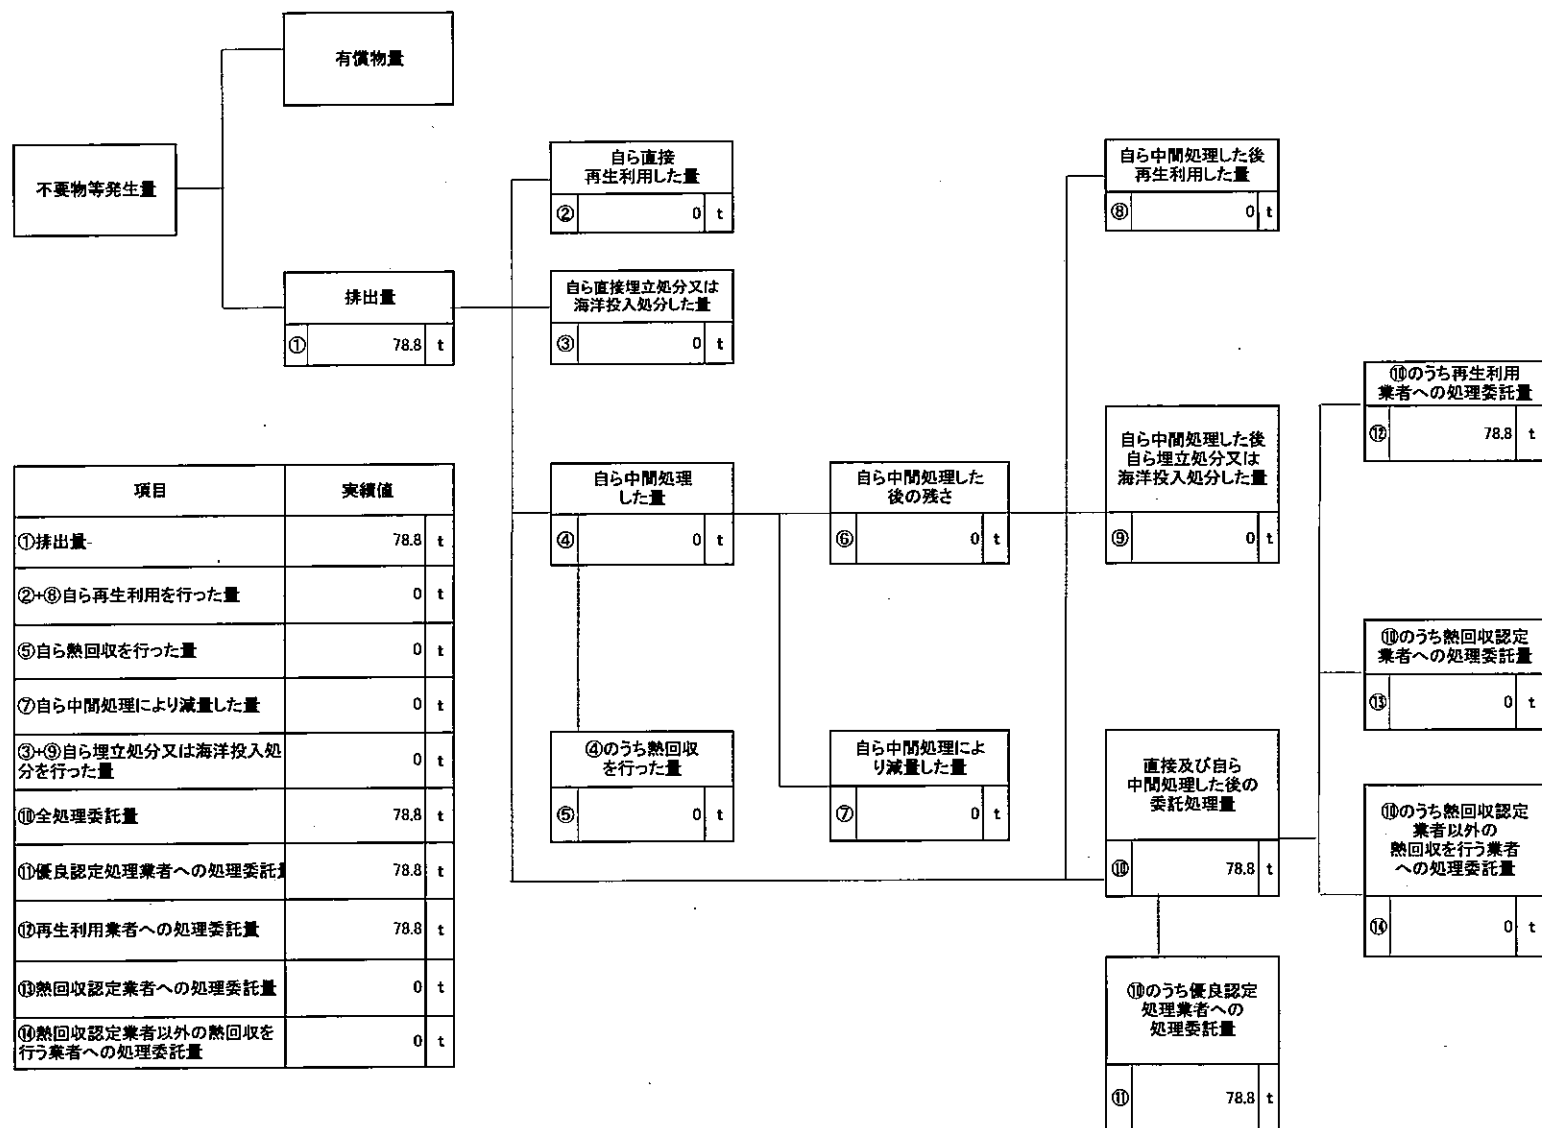 有償物量
不要物等発生量
排出量
① 78.8 t
自ら直接
再生利用した量
② 0 t
自ら直接埋立処分又は
海洋投入処分した量
③ 0 t
自ら中間処理
した量
④ 0 t
④のうち熱回収
を行った量
⑤ 0 t
自ら中間処理した
後の残さ
⑥ 0 t
自ら中間処理によ
り減量した量
⑦ 0 t
自ら中間処理した後
再生利用した量
⑧ 0 t
自ら中間処理した後
自ら埋立処分又は
海洋投入処分した量
⑨ 0 t
直接及び自ら
中間処理した後の
委託処理量
⑩ 78.8 t
⑩のうち優良認定
処理業者への
処理委託量
⑪ 78.8 t
⑩のうち再生利用
業者への処理委託量
⑫ 78.8 t
⑩のうち熱回収認定
業者への処理委託量
⑬ 0 t
⑩のうち熱回収認定
業者以外の
熱回収を行う業者
への処理委託量
⑭ 0 t
項目 実績値
①排出量 78.8 t
②+⑧自ら再生利用を行った量 0 t
⑤自ら熱回収を行った量 0 t
⑦自ら中間処理により減量した量 0 t
③+⑨自ら埋立処分又は海洋投入処
分を行った量 0 t
⑩全処理委託量 78.8 t
⑪優良認定処理業者への処理委託 78.8 t
⑫再生利用業者への処理委託量 78.8 t
⑬熱回収認定業者への処理委託量 0 t
⑭熱回収認定業者以外の熱回収を
行う業者への処理委託量 0 t